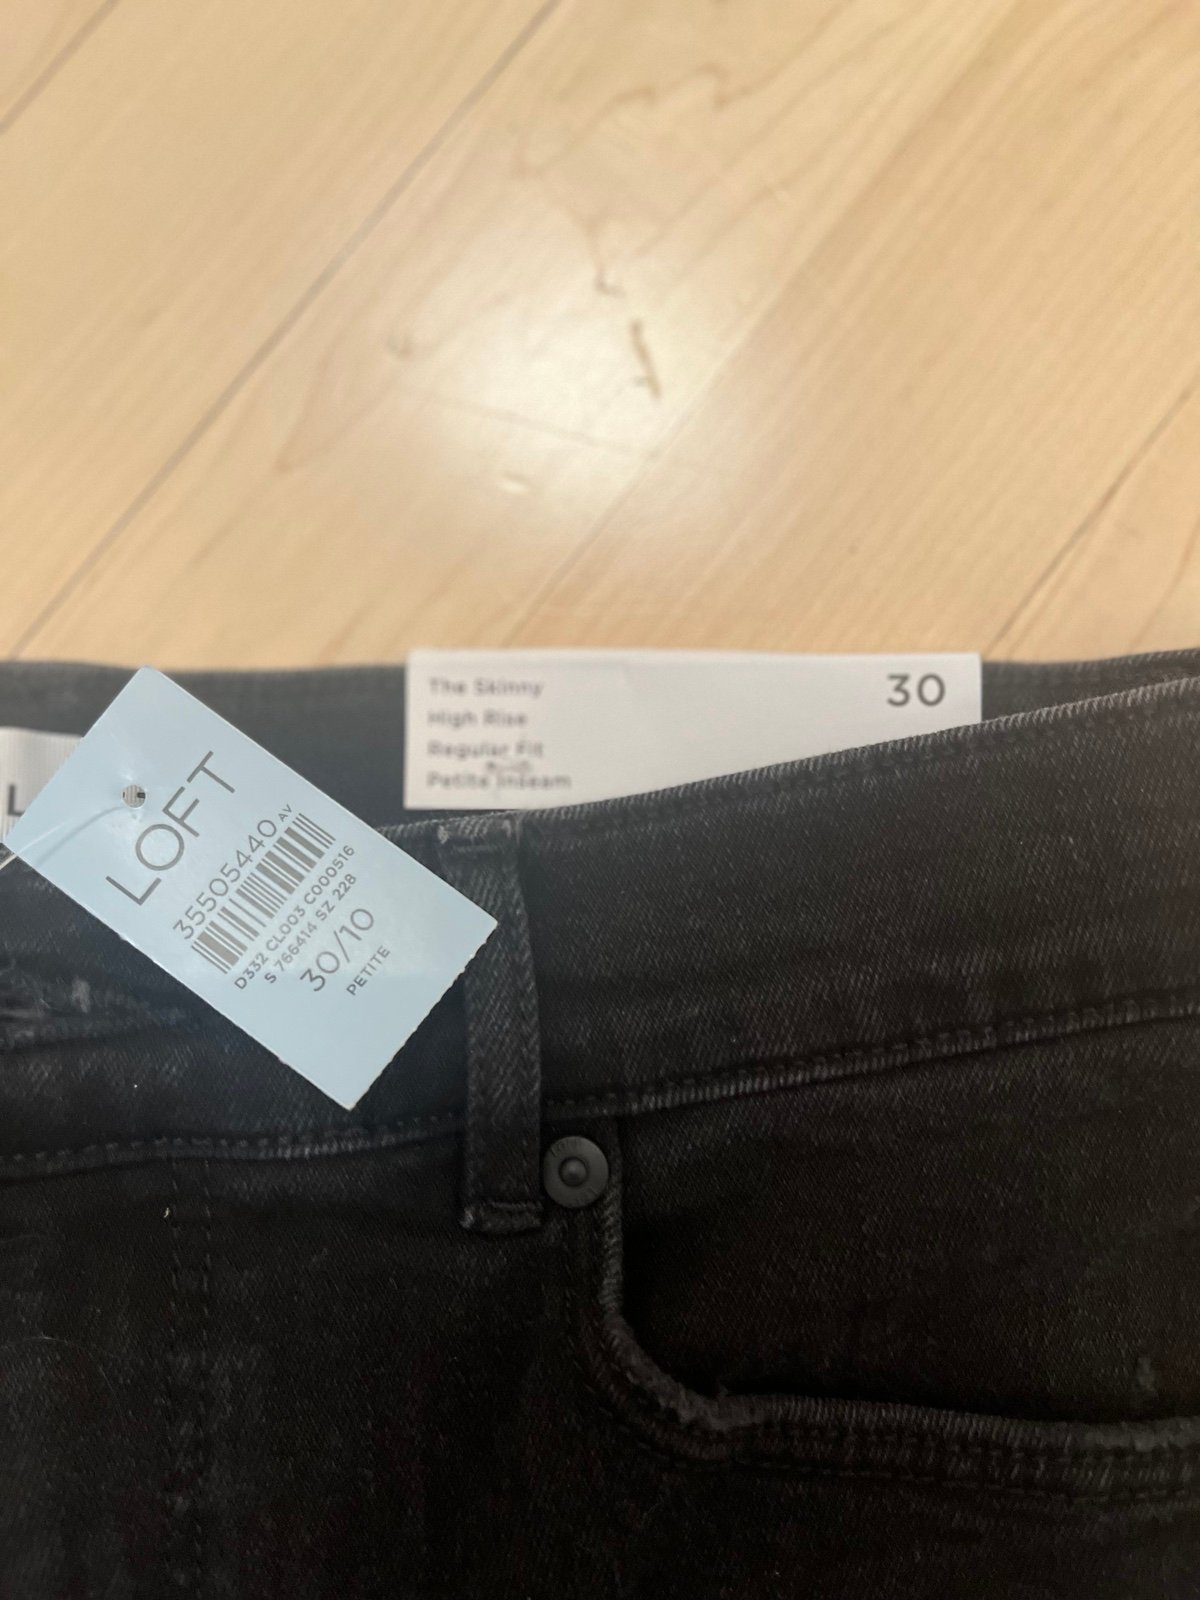 The Skinny
High Rise
Regular Fit
Petite Inseam
30
L
LOFT
35505440 AV
D332 CL003 C000516
S 766414 SZ 228
30/10
PETITE